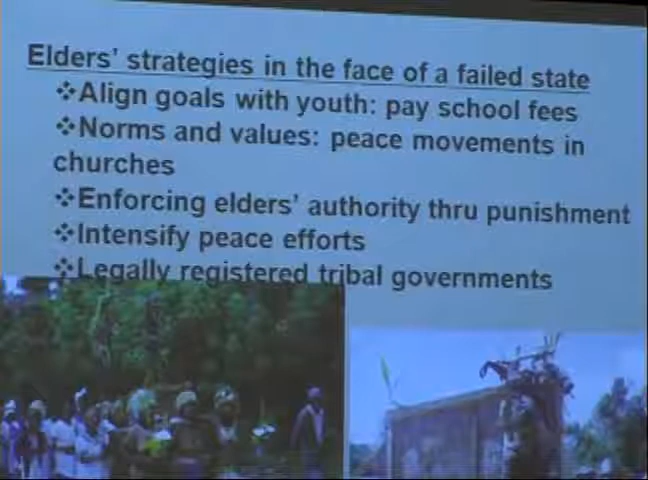 Elders' strategies in the face of a failed state
❖Align goals with youth: pay school fees
❖Norms and values: peace movements in
churches
❖Enforcing elders' authority thru punishment
❖Intensify peace efforts
❖Legally registered tribal governments